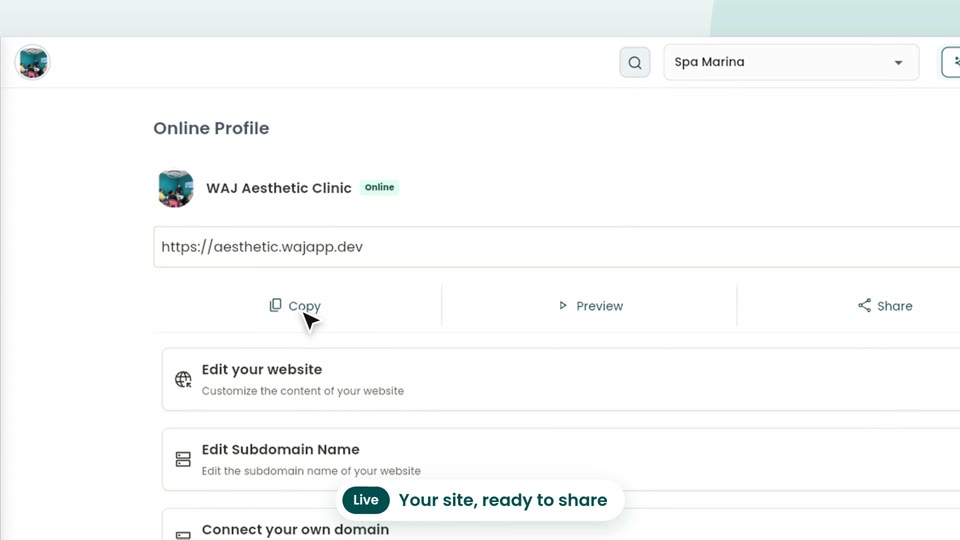 Spa Marina
Online Profile
WAJ Aesthetic Clinic Online
https://aesthetic.wajapp.dev
Copy Preview Share
Edit your website
Customize the content of your website
Edit Subdomain Name
Edit the subdomain name of your website
Live Your site, ready to share
Connect your own domain